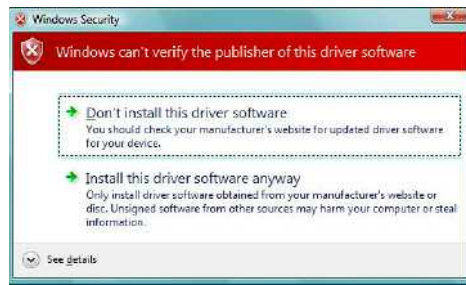 Windows Security
Windows can't verify the publisher of this driver software
Don't install this driver software
You should check your manufacturer's website for updated driver software
for your device.
Install this driver software anyway
Only install driver software obtained from your manufacturer's website or
disc. Unsigned software from other sources may harm your computer or steal
information.
See details